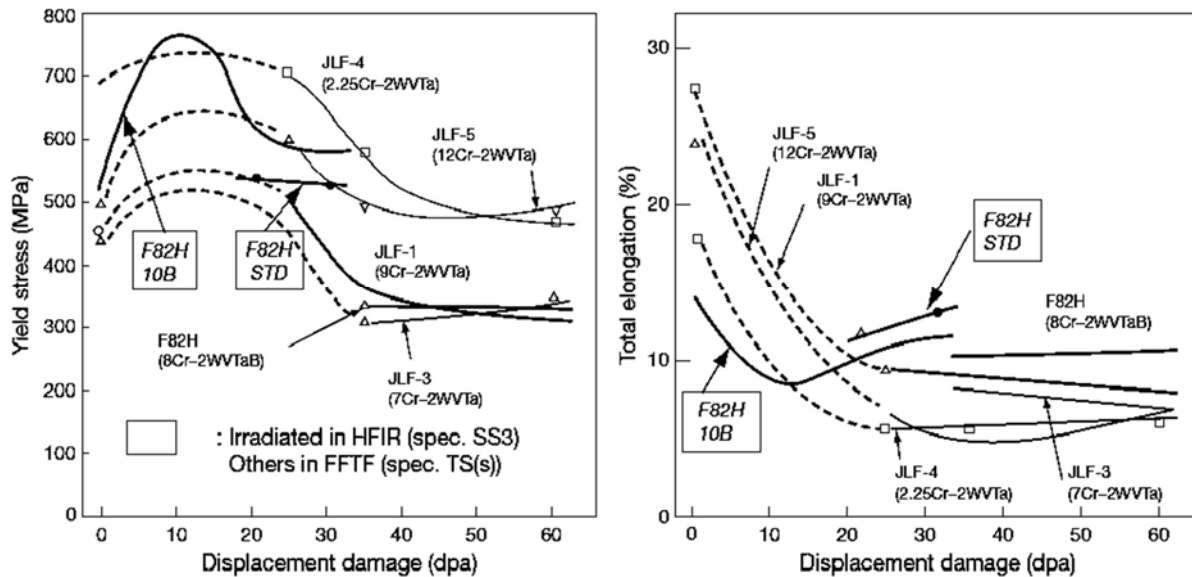 800
700
600
500
400
300
200
100
0
Yield stress (MPa)
JLF-4
(2.25Cr–2WVTa)
JLF-5
(12Cr–2WVTa)
F82H
10B
F82H
STD
JLF-1
(9Cr–2WVTa)
F82H
(8Cr–2WVTaB)
JLF-3
(7Cr–2WVTa)
: Irradiated in HFIR (spec. SS3)
Others in FFTF (spec. TS(s))
0 10 20 30 40 50 60
Displacement damage (dpa)
30
20
10
0
Total elongation (%)
JLF-5
(12Cr–2WVTa)
JLF-1
(9Cr–2WVTa)
F82H
STD
F82H
(8Cr–2WVTaB)
F82H
10B
JLF-4
(2.25Cr–2WVTa)
JLF-3
(7Cr–2WVTa)
0 10 20 30 40 50 60
Displacement damage (dpa)